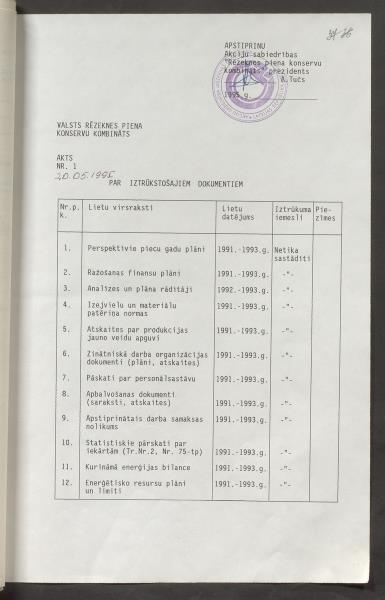 APSTIPRINU
Akciju sabiedrības
"Rēzeknes piena konservu
kombināts" prezidents
A.Tučs
1995.g.
VALSTS RĒZEKNES PIENA
KONSERVU KOMBINĀTS
AKTS
NR. 1
20.05.1995
PAR IZTRŪKSTOŠAJIEM DOKUMENTIEM
Nr.p. Lietu virsraksti Lietu Iztrūkuma Pie-
k. datējums iemesli zīmes
1. Perspektīvie piecu gadu plāni 1991.-1993.g. Netika
sastādīti
2. Ražošanas finansu plāni 1991.-1993.g. -"-
3. Analīzes un plāna rādītāji 1992.-1993.g. -"-
4. Izejvielu un materiālu 1991.-1993.g. -"-
patēriņa normas
5. Atskaites par produkcijas 1991.-1993.g. -"-
jauno veidu apguvi
6. Zinātniskā darba organizācijas 1991.-1993.g. -"-
dokumenti (plāni, atskaites)
7. Pāskati par personālsastāvu 1991.-1993.g. -"-
8. Apbalvošanas dokumenti
(saraksti, atskaites) 1991.-1993.g. -"-
9. Apstiprinātais darba samaksas 1991.-1993.g. -"-
nolikums
10. Statistiskie pārskati par
iekārtām (Tr.Nr.2, Nr. 75-tp) 1991.-1993.g. -"-
11. Kurināmā enerģijas bilance 1991.-1993.g. -"-
12. Enerģētisko resursu plāni 1991.-1993.g. -"-
un limiti